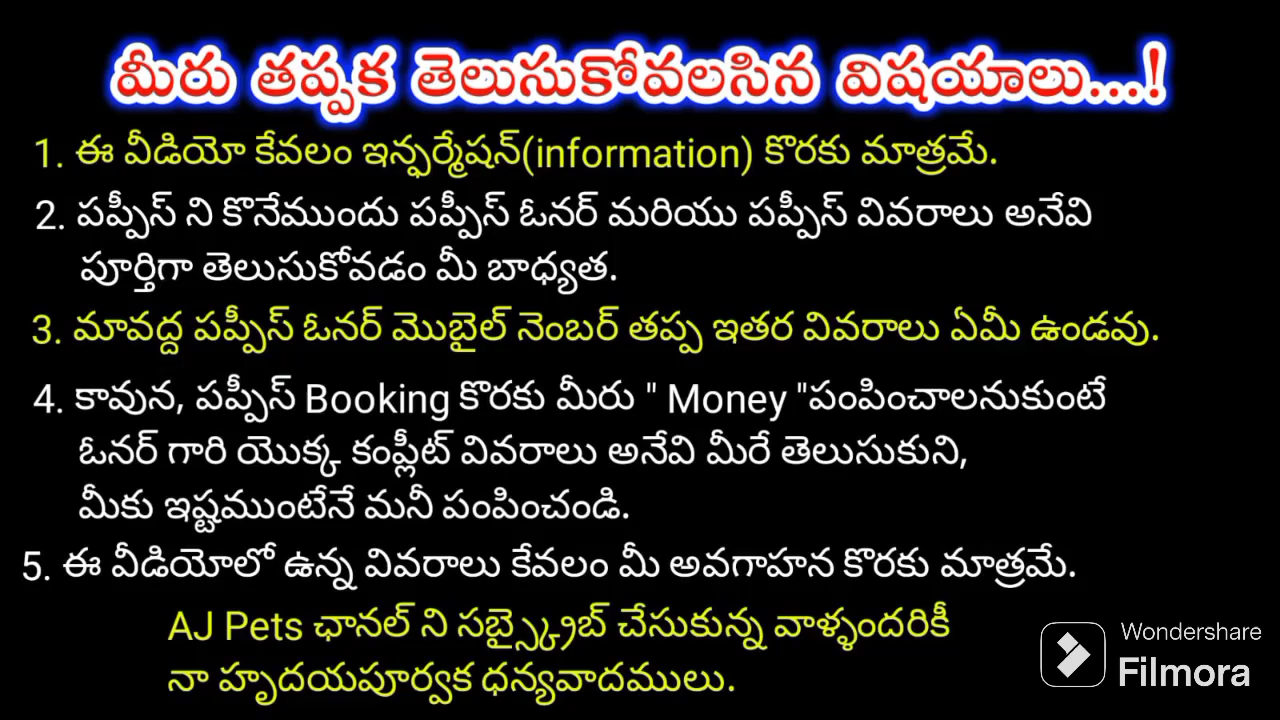 మీరు తప్పక తెలుసుకోవలసిన విషయాలు...!
1. ఈ వీడియో కేవలం ఇన్ఫర్మేషన్(information) కొరకు మాత్రమే.
2. పప్పీస్ ని కొనేముందు పప్పీస్ ఓనర్ మరియు పప్పీస్ వివరాలు అనేవి
పూర్తిగా తెలుసుకోవడం మీ బాధ్యత.
3. మావద్ద పప్పీస్ ఓనర్ మొబైల్ నెంబర్ తప్ప ఇతర వివరాలు ఏమీ ఉండవు.
4. కావున, పప్పీస్ Booking కొరకు మీరు " Money "పంపించాలనుకుంటే
ఓనర్ గారి యొక్క కంప్లీట్ వివరాలు అనేవి మీరే తెలుసుకుని,
మీకు ఇష్టముంటేనే మనీ పంపించండి.
5. ఈ వీడియోలో ఉన్న వివరాలు కేవలం మీ అవగాహన కొరకు మాత్రమే.
AJ Pets ఛానల్ ని సబ్స్క్రైబ్ చేసుకున్న వాళ్ళందరికీ
నా హృదయపూర్వక ధన్యవాదములు.
Wondershare
Filmora